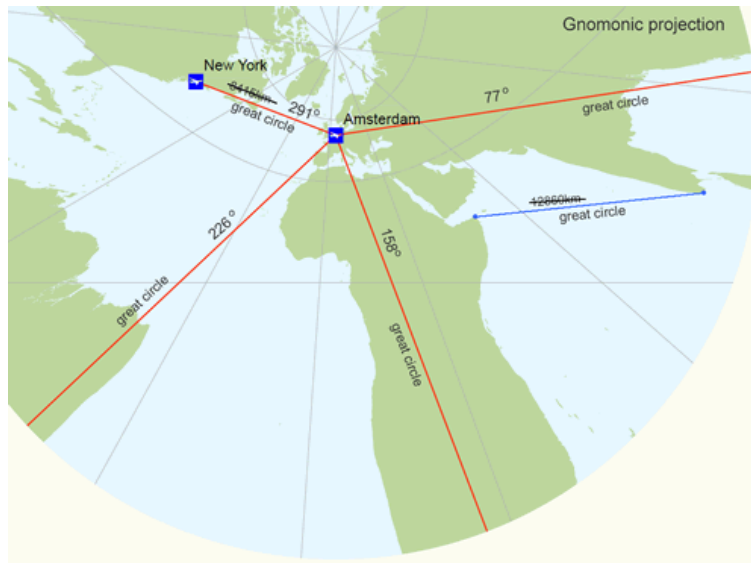 Gnomonic projection
New York
8415km
291°
great circle
Amsterdam
77°
great circle
12860km
great circle
226°
great circle
158°
great circle